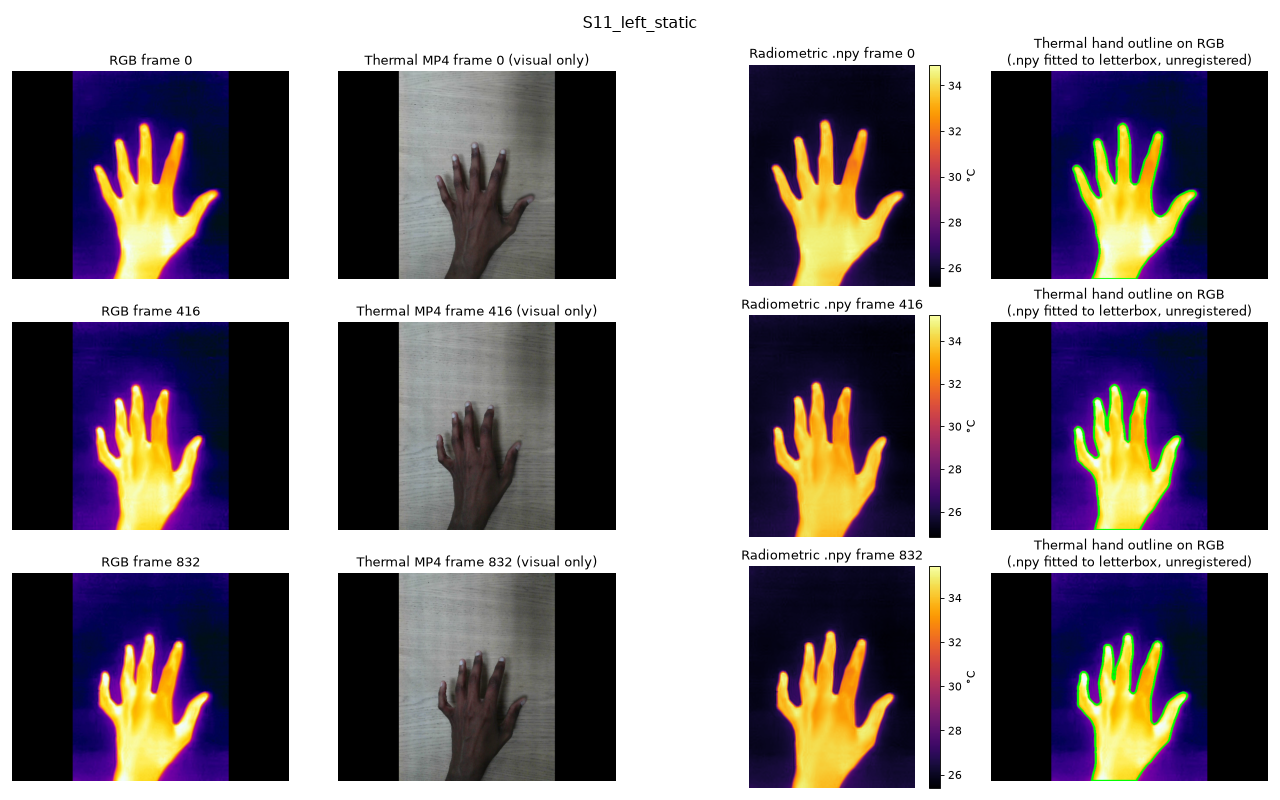 S11_left_static
RGB frame 0
Thermal MP4 frame 0 (visual only)
Radiometric .npy frame 0
Thermal hand outline on RGB
(.npy fitted to letterbox, unregistered)
34
32
30
28
26
°C
RGB frame 416
Thermal MP4 frame 416 (visual only)
Radiometric .npy frame 416
Thermal hand outline on RGB
(.npy fitted to letterbox, unregistered)
34
32
30
28
26
°C
RGB frame 832
Thermal MP4 frame 832 (visual only)
Radiometric .npy frame 832
Thermal hand outline on RGB
(.npy fitted to letterbox, unregistered)
34
32
30
28
26
°C